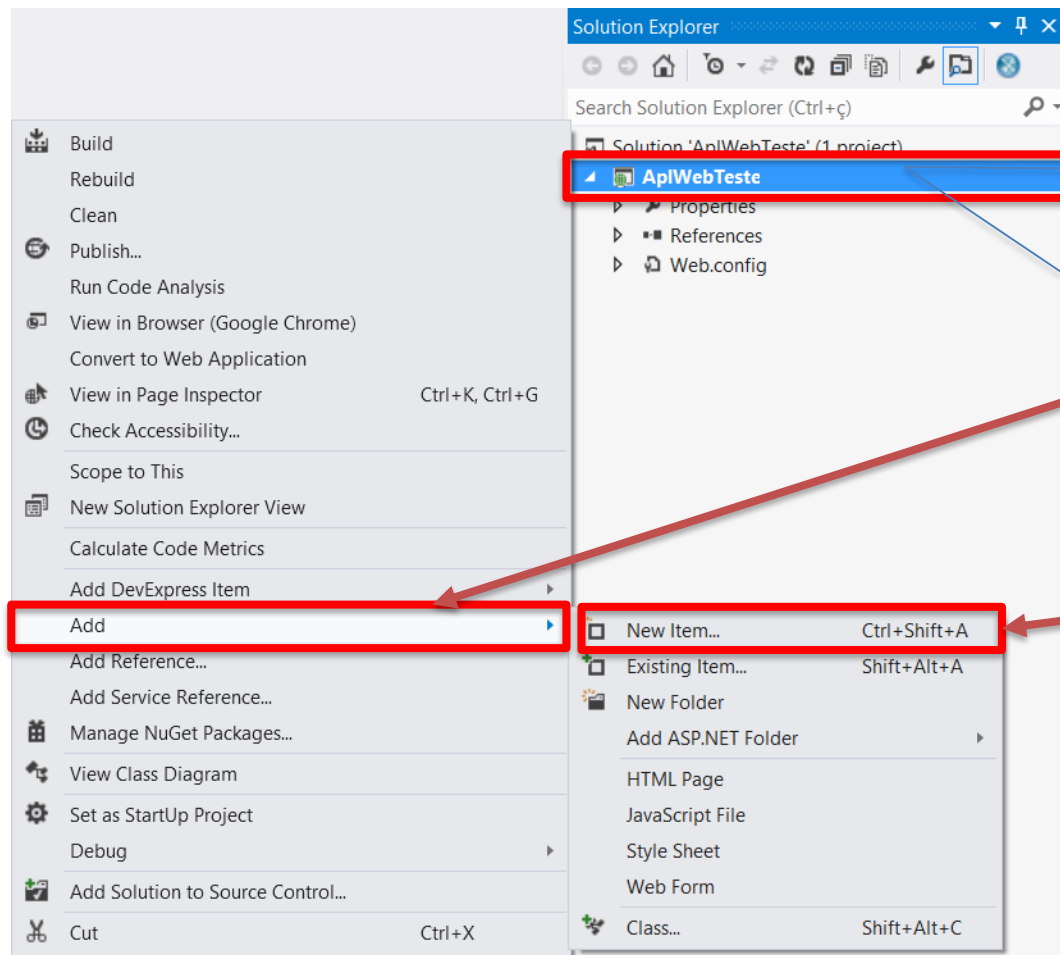 Solution Explorer
Search Solution Explorer (Ctrl+ç)
Solution 'AplWebTeste' (1 project)
AplWebTeste
Properties
References
Web.config
Build
Rebuild
Clean
Publish...
Run Code Analysis
View in Browser (Google Chrome)
Convert to Web Application
View in Page Inspector Ctrl+K, Ctrl+G
Check Accessibility...
Scope to This
New Solution Explorer View
Calculate Code Metrics
Add DevExpress Item
Add
Add Reference...
Add Service Reference...
Manage NuGet Packages...
View Class Diagram
Set as StartUp Project
Debug
Add Solution to Source Control...
Cut Ctrl+X
New Item... Ctrl+Shift+A
Existing Item... Shift+Alt+A
New Folder
Add ASP.NET Folder
HTML Page
JavaScript File
Style Sheet
Web Form
Class... Shift+Alt+C